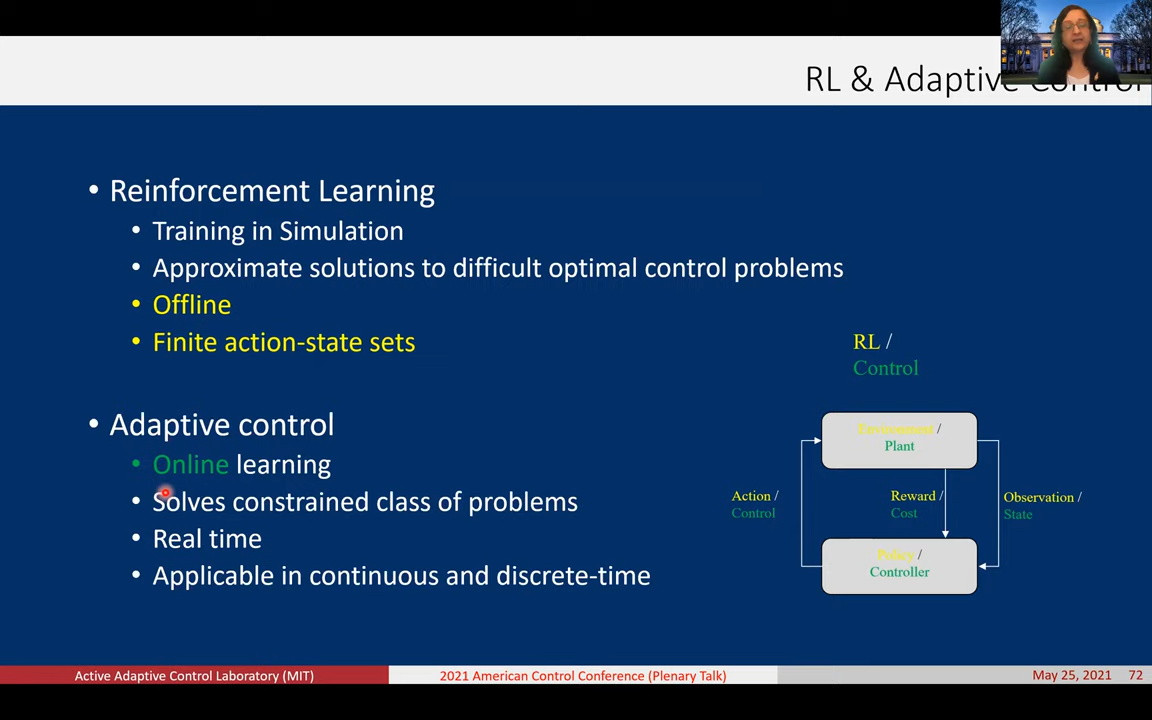 RL & Adaptive Control
• Reinforcement Learning
• Training in Simulation
• Approximate solutions to difficult optimal control problems
• Offline
• Finite action-state sets
• Adaptive control
• Online learning
• Solves constrained class of problems
• Real time
• Applicable in continuous and discrete-time
RL /
Control
Environment /
Plant
Action /
Control
Reward /
Cost
Observation /
State
Policy /
Controller
Active Adaptive Control Laboratory (MIT)
2021 American Control Conference (Plenary Talk)
May 25, 2021 72